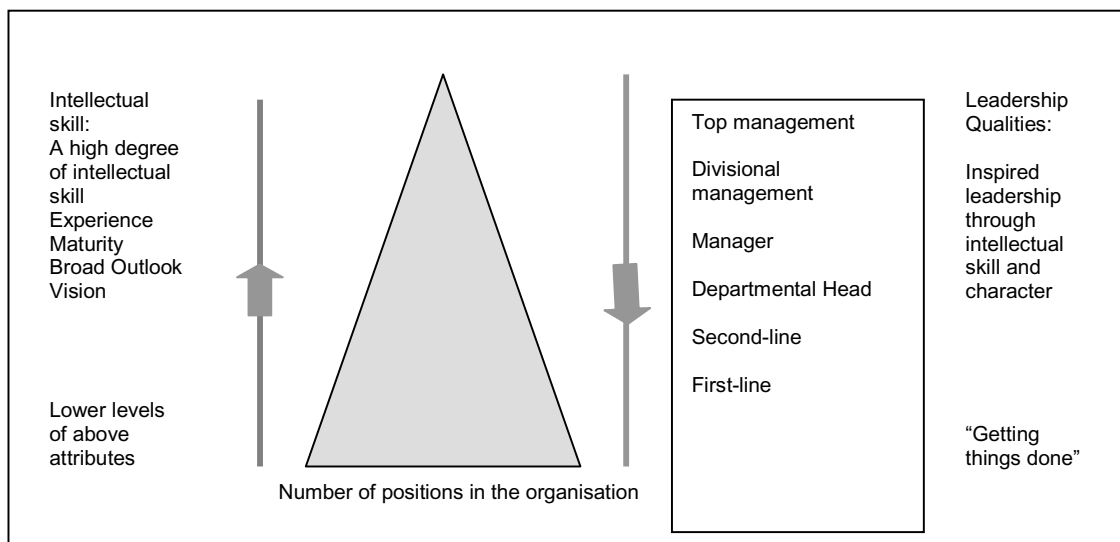 Intellectual
skill:
A high degree
of intellectual
skill
Experience
Maturity
Broad Outlook
Vision
Lower levels
of above
attributes
Number of positions in the organisation
Top management
Divisional
management
Manager
Departmental Head
Second-line
First-line
Leadership
Qualities:
Inspired
leadership
through
intellectual
skill and
character
“Getting
things done”